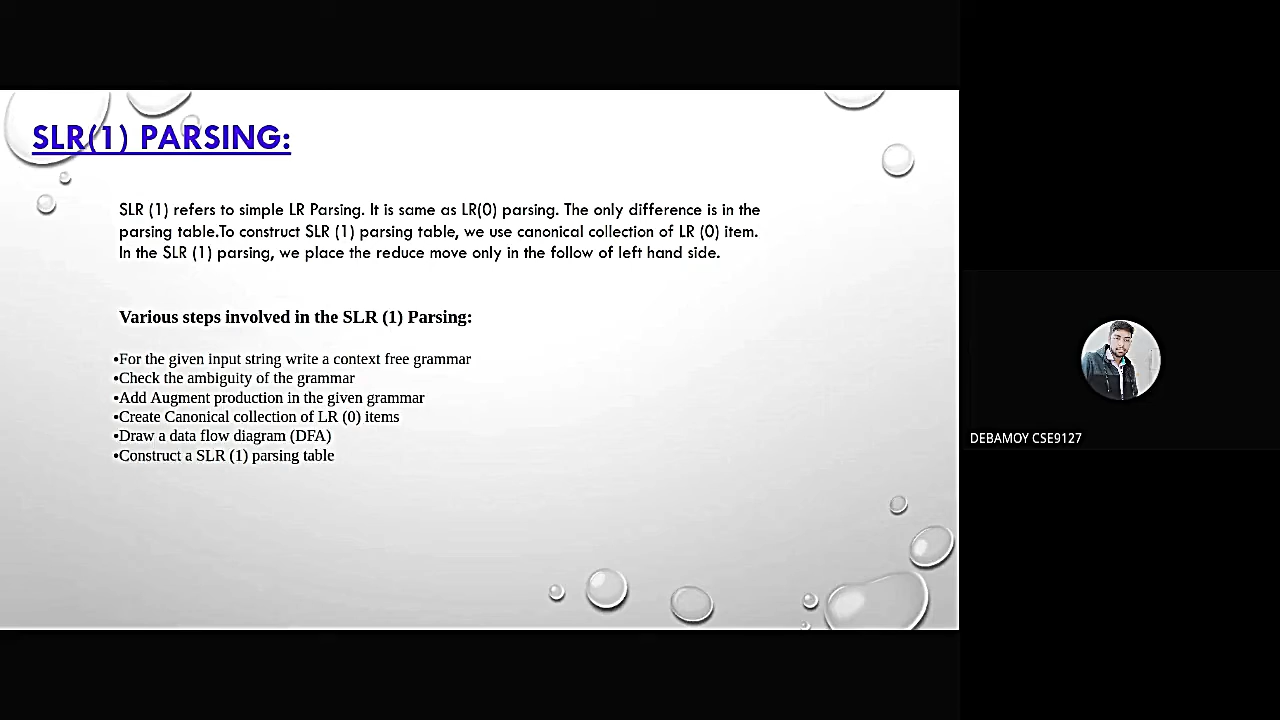 SLR(1) PARSING:
SLR (1) refers to simple LR Parsing. It is same as LR(0) parsing. The only difference is in the
parsing table.To construct SLR (1) parsing table, we use canonical collection of LR (0) item.
In the SLR (1) parsing, we place the reduce move only in the follow of left hand side.
Various steps involved in the SLR (1) Parsing:
•For the given input string write a context free grammar
•Check the ambiguity of the grammar
•Add Augment production in the given grammar
•Create Canonical collection of LR (0) items
•Draw a data flow diagram (DFA)
•Construct a SLR (1) parsing table
DEBAMOY CSE9127